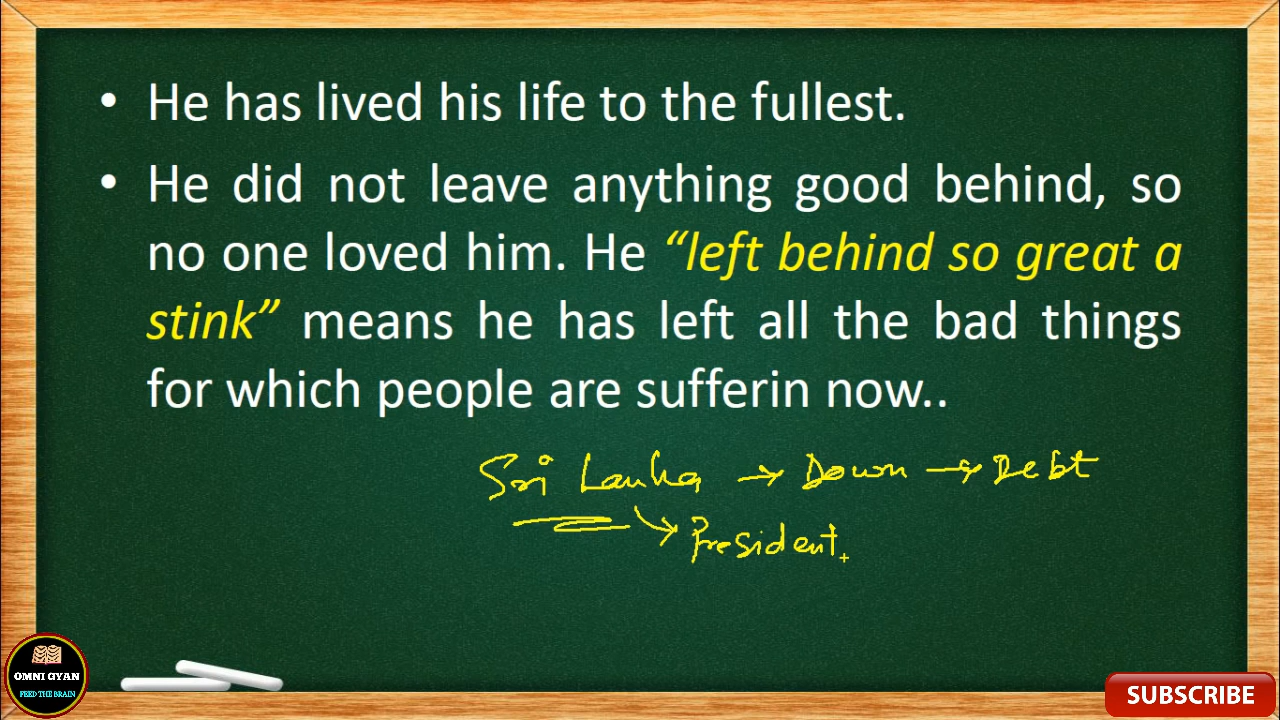 • He has lived his life to the fullest.
• He did not leave anything good behind, so
no one loved him. He “left behind so great a
stink” means he has left all the bad things
for which people are sufferin now..
Sri Lanka → Down → Debt
→ President
OMNI GYAN
FEED THE BRAIN
SUBSCRIBE